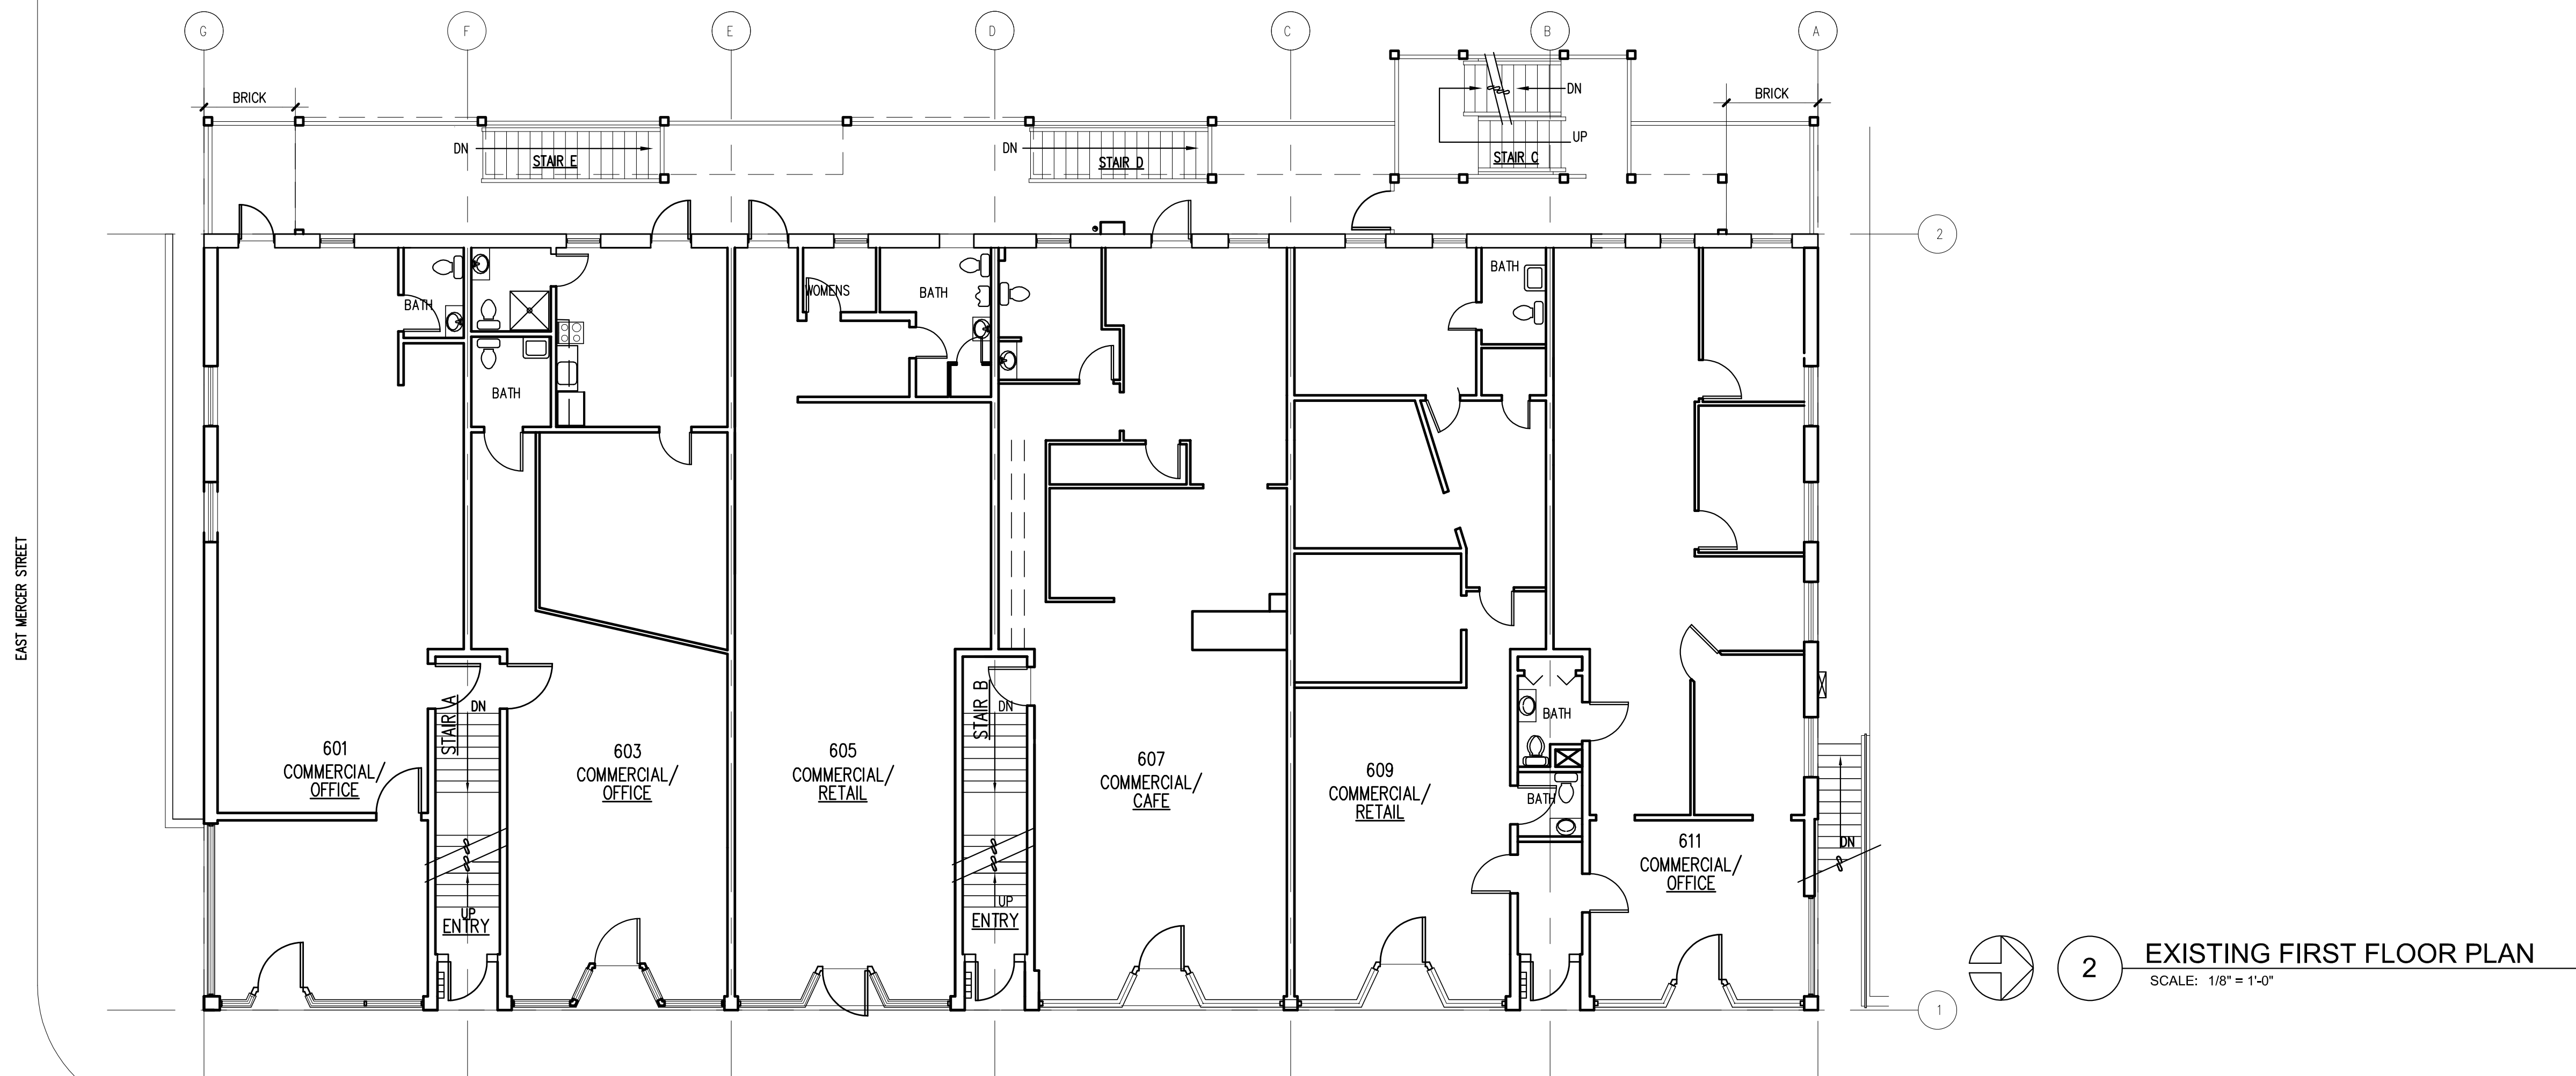 G
F
E
D
C
B
A
BRICK
DN
BRICK
UP
DN
STAIR E
DN
STAIR D
STAIR C
2
BATH
WOMENS
BATH
BATH
BATH
EAST MERCER STREET
STAIR A
DN
STAIR B
DN
BATH
601
COMMERCIAL/
OFFICE
603
COMMERCIAL/
OFFICE
605
COMMERCIAL/
RETAIL
607
COMMERCIAL/
CAFE
609
COMMERCIAL/
RETAIL
BATH
611
COMMERCIAL/
OFFICE
DN
UP
ENTRY
UP
ENTRY
1
2
EXISTING FIRST FLOOR PLAN
SCALE: 1/8" = 1'-0"